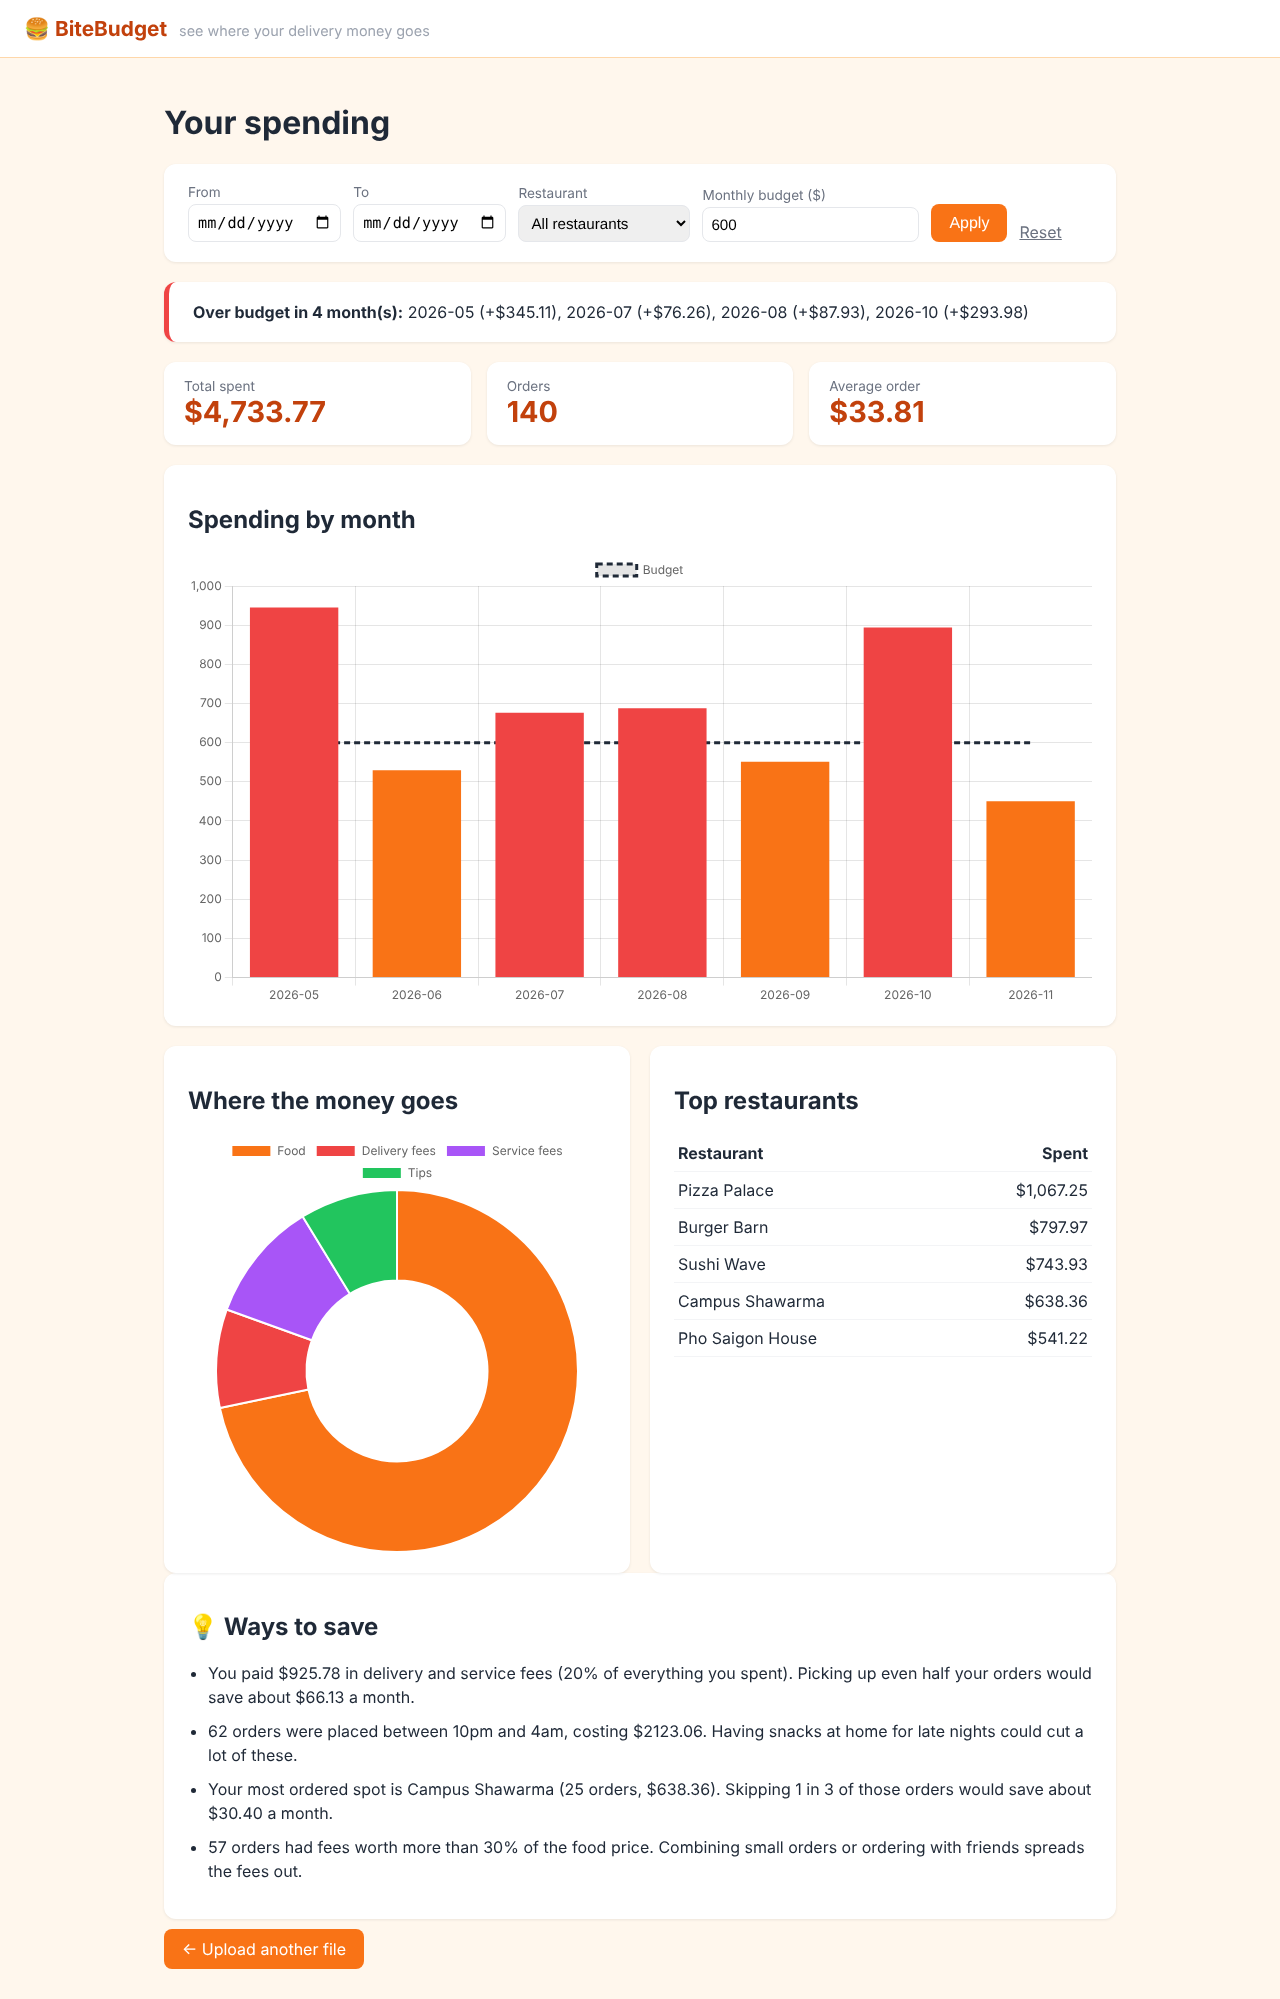 🍔 BiteBudget see where your delivery money goes
Your spending
From To Restaurant Monthly budget ($)
mm/dd/yyyy mm/dd/yyyy All restaurants 600 Apply Reset
Over budget in 4 month(s): 2026-05 (+$345.11), 2026-07 (+$76.26), 2026-08 (+$87.93), 2026-10 (+$293.98)
Total spent Orders Average order
$4,733.77 140 $33.81
Spending by month
Budget
1,000
900
800
700
600
500
400
300
200
100
0
2026-05 2026-06 2026-07 2026-08 2026-09 2026-10 2026-11
Where the money goes
Food Delivery fees Service fees
Tips
Top restaurants
Restaurant Spent
Pizza Palace $1,067.25
Burger Barn $797.97
Sushi Wave $743.93
Campus Shawarma $638.36
Pho Saigon House $541.22
💡 Ways to save
• You paid $925.78 in delivery and service fees (20% of everything you spent). Picking up even half your orders would
save about $66.13 a month.
• 62 orders were placed between 10pm and 4am, costing $2123.06. Having snacks at home for late nights could cut a
lot of these.
• Your most ordered spot is Campus Shawarma (25 orders, $638.36). Skipping 1 in 3 of those orders would save about
$30.40 a month.
• 57 orders had fees worth more than 30% of the food price. Combining small orders or ordering with friends spreads
the fees out.
← Upload another file